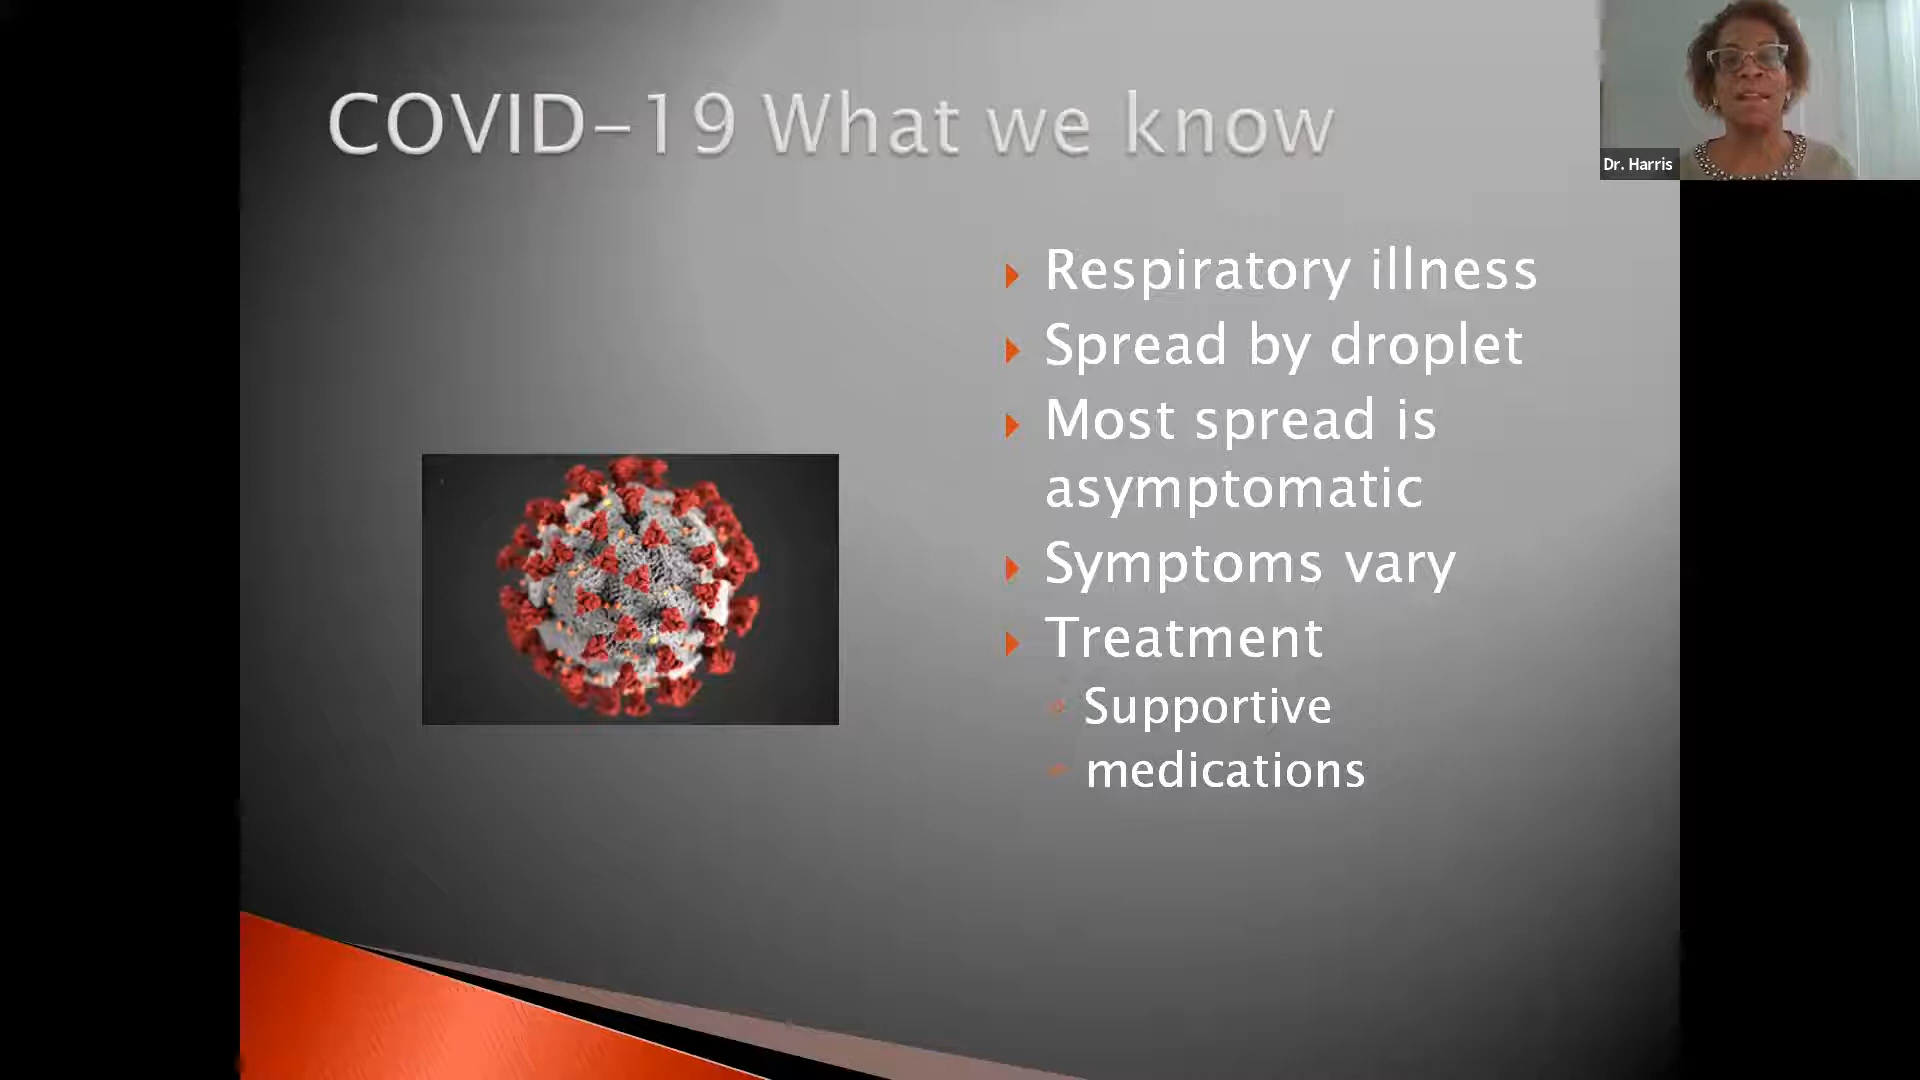 COVID-19 What we know
Dr. Harris
Respiratory illness
Spread by droplet
Most spread is
asymptomatic
Symptoms vary
Treatment
Supportive
medications